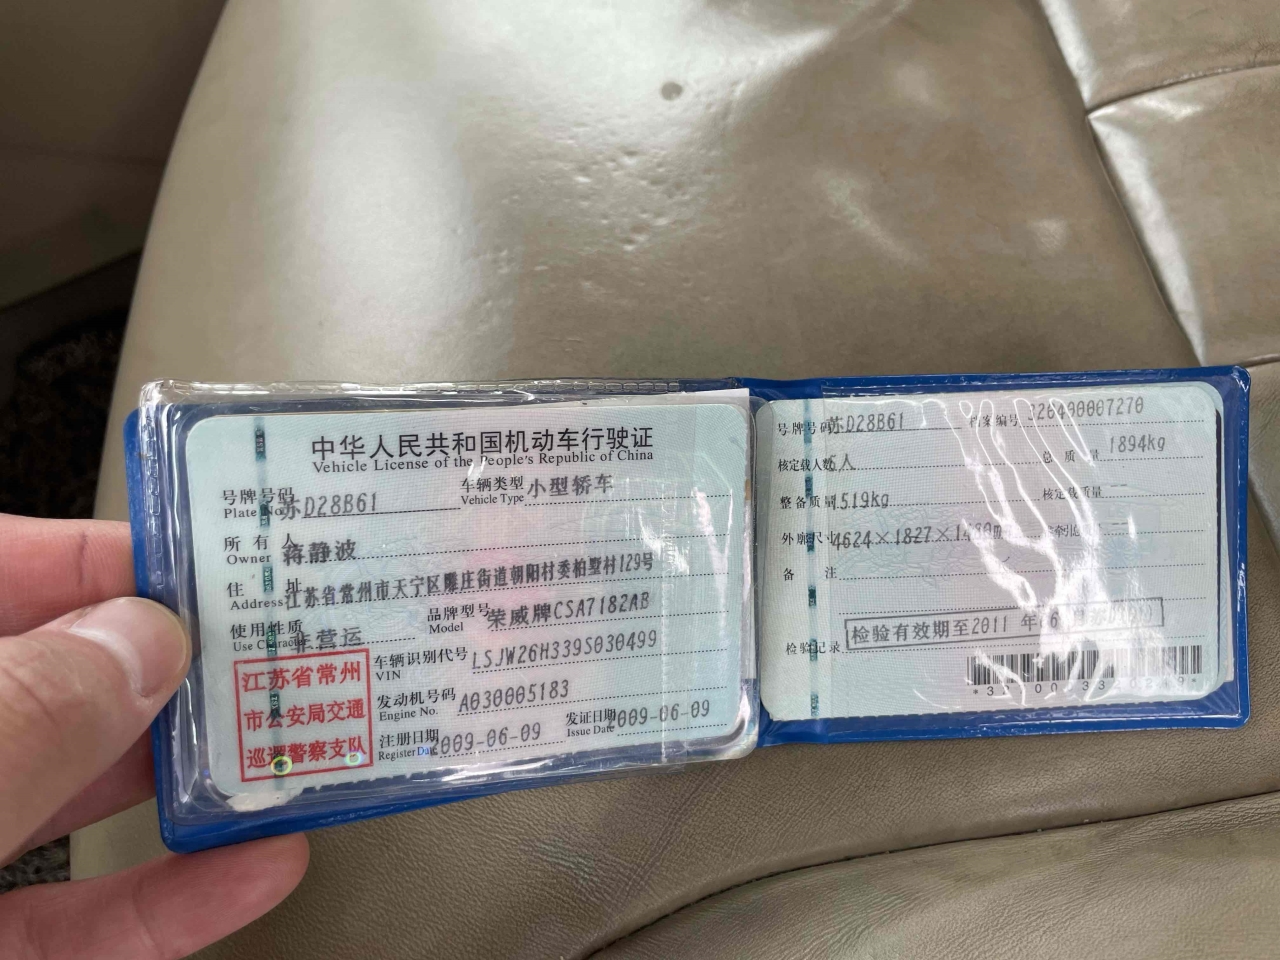 中华人民共和国机动车行驶证
Vehicle License of the People's Republic of China
号牌号码 苏D28B61 车辆类型 小型轿车
Plate No. Vehicle Type
所有人 蒋静波
Owner
住址 江苏省常州市天宁区雕庄街道朝阳村委柏墅村129号
Address
使用性质 非营运 品牌型号 荣威牌CSA7182AB
Use Character Model
车辆识别代号 LSJW26H339S030499
VIN
发动机号码 A030005183
Engine No.
注册日期 2009-06-09 发证日期 2009-06-09
Register Date Issue Date
江苏省常州
市公安局交通
巡逻警察支队
号牌号码 苏D28B61 档案编号 320400007270
核定载人数 5人 总质量 1894kg
整备质量 1519kg 核定载质量 --
外廓尺寸 4624×1827×
备注
检验记录 检验有效期至2011年06月